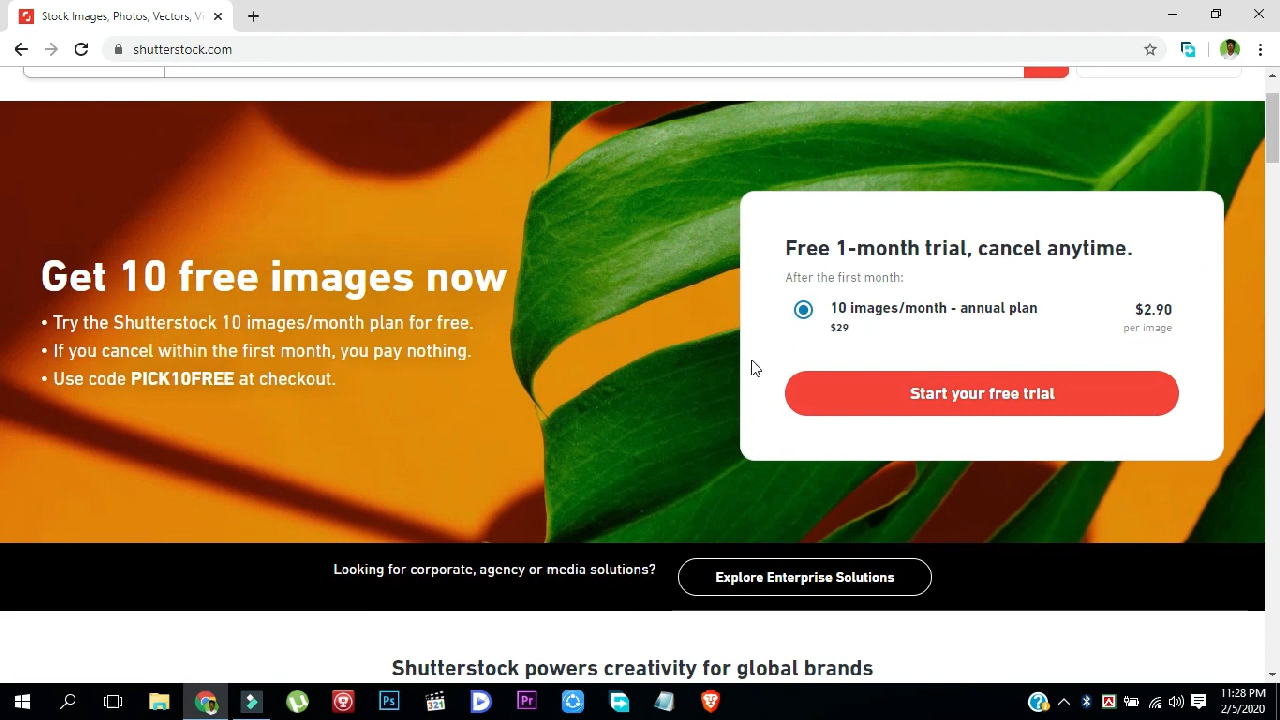 Stock Images, Photos, Vectors, Vi
shutterstock.com
Get 10 free images now
• Try the Shutterstock 10 images/month plan for free.
• If you cancel within the first month, you pay nothing.
• Use code PICK10FREE at checkout.
Free 1-month trial, cancel anytime.
After the first month:
10 images/month - annual plan
$2.90
$29
per image
Start your free trial
Looking for corporate, agency or media solutions?
Explore Enterprise Solutions
Shutterstock powers creativity for global brands
Ps
321
Pr
11:28 PM
2/5/2020